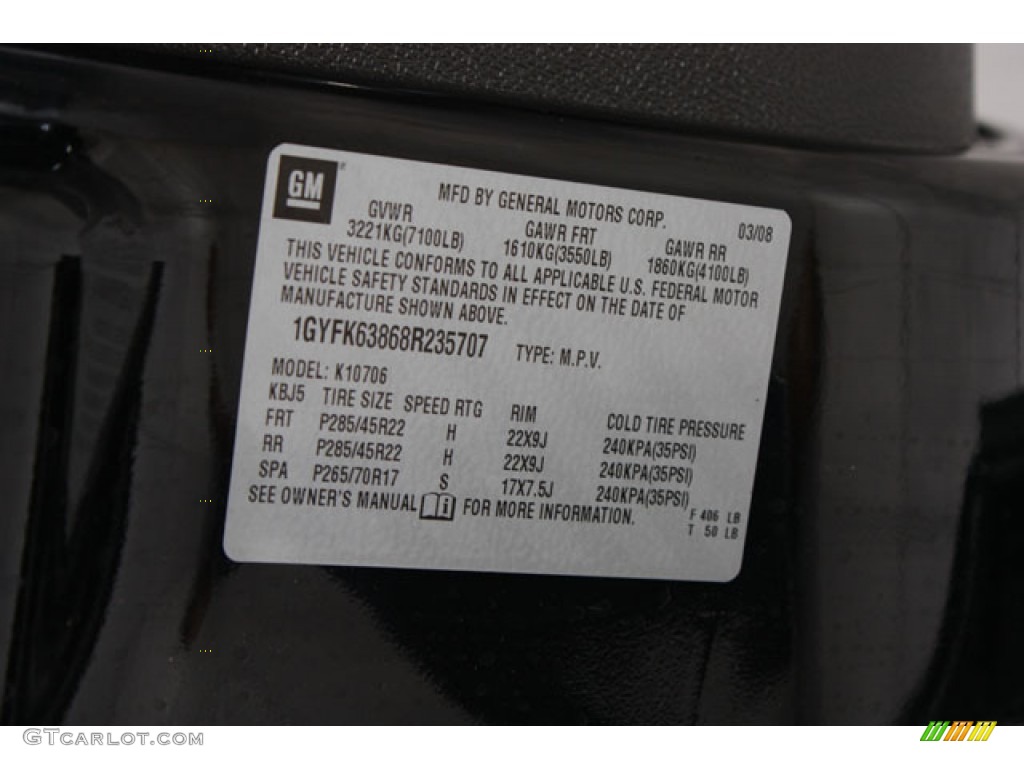 GM
MFD BY GENERAL MOTORS CORP. 03/08
GVWR GAWR FRT GAWR RR
3221KG(7100LB) 1610KG(3550LB) 1860KG(4100LB)
THIS VEHICLE CONFORMS TO ALL APPLICABLE U.S. FEDERAL MOTOR
VEHICLE SAFETY STANDARDS IN EFFECT ON THE DATE OF
MANUFACTURE SHOWN ABOVE.
1GYFK63868R235707 TYPE: M.P.V.
MODEL: K10706
KBJ5 TIRE SIZE SPEED RTG RIM COLD TIRE PRESSURE
FRT P285/45R22 H 22X9J 240KPA(35PSI)
RR P285/45R22 H 22X9J 240KPA(35PSI)
SPA P265/70R17 S 17X7.5J 240KPA(35PSI)
SEE OWNER'S MANUAL FOR MORE INFORMATION.
F 406 LB
T 50 LB
GTCarlot.com